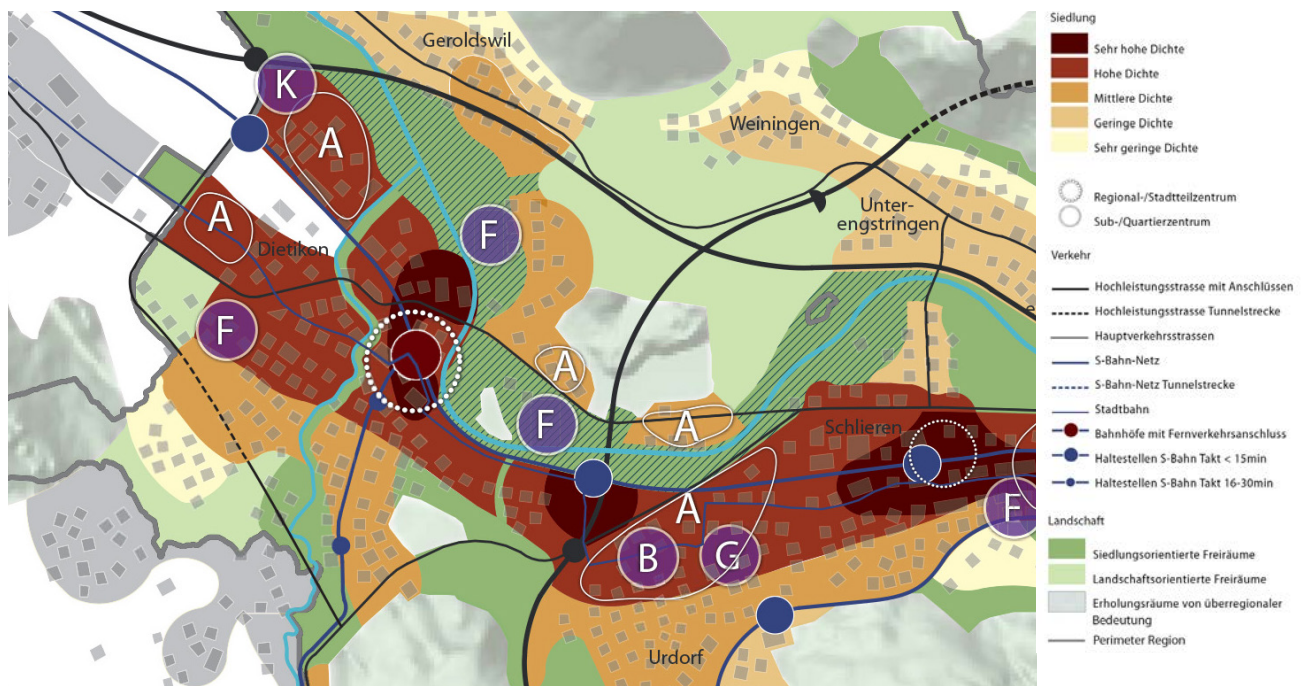 Geroldswil
K
A
Weiningen
A
Unter-
engstringen
F
Dietikon
F
A
F
A
Schlieren
A
F
B
G
Urdorf
e
Siedlung
Sehr hohe Dichte
Hohe Dichte
Mittlere Dichte
Geringe Dichte
Sehr geringe Dichte
Regional-/Stadtteilzentrum
Sub-/Quartierzentrum
Verkehr
Hochleistungsstrasse mit Anschlüssen
Hochleistungsstrasse Tunnelstrecke
Hauptverkehrsstrassen
S-Bahn-Netz
S-Bahn-Netz Tunnelstrecke
Stadtbahn
Bahnhöfe mit Fernverkehrsanschluss
Haltestellen S-Bahn Takt < 15min
Haltestellen S-Bahn Takt 16-30min
Landschaft
Siedlungsorientierte Freiräume
Landschaftsorientierte Freiräume
Erholungsräume von überregionaler
Bedeutung
Perimeter Region